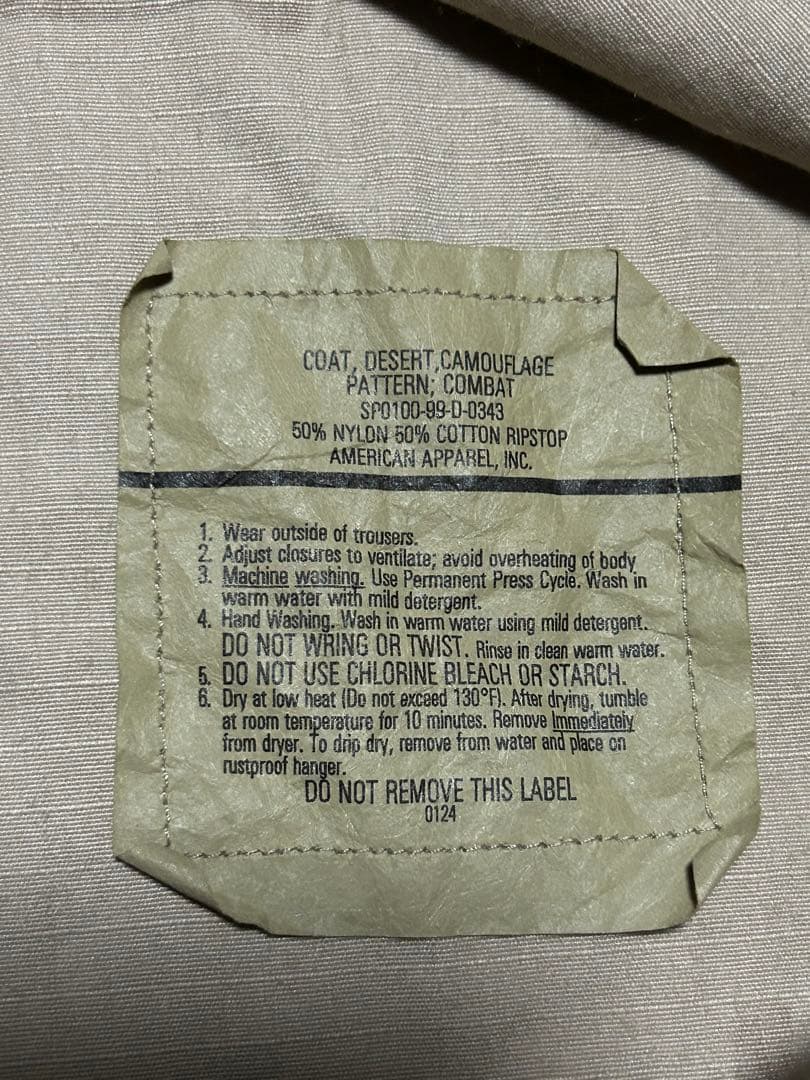 COAT, DESERT,CAMOUFLAGE
PATTERN; COMBAT
SP0100-99-D-0343
50% NYLON 50% COTTON RIPSTOP
AMERICAN APPAREL, INC.
1. Wear outside of trousers.
2. Adjust closures to ventilate; avoid overheating of body
3. Machine washing. Use Permanent Press Cycle. Wash in
warm water with mild detergent.
4. Hand Washing. Wash in warm water using mild detergent.
DO NOT WRING OR TWIST. Rinse in clean warm water.
5. DO NOT USE CHLORINE BLEACH OR STARCH.
6. Dry at low heat (Do not exceed 130°F). After drying, tumble
at room temperature for 10 minutes. Remove Immediately
from dryer. To drip dry, remove from water and place on
rustproof hanger.
DO NOT REMOVE THIS LABEL
0124